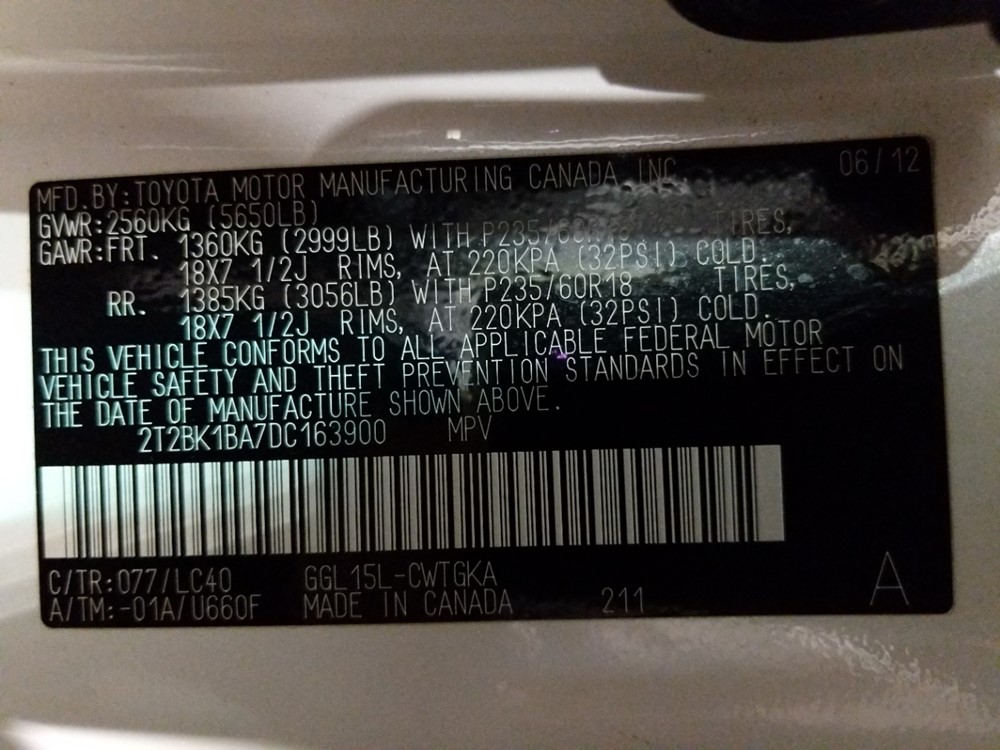 MFD. BY: TOYOTA MOTOR MANUFACTURING CANADA, INC. 06/12
GVWR:2560KG (5650LB)
GAWR:FRT. 1360KG (2999LB) WITH P235/60R18 TIRES,
18X7 1/2J RIMS, AT 220KPA (32PSI) COLD.
RR. 1385KG (3056LB) WITH P235/60R18 TIRES,
18X7 1/2J RIMS, AT 220KPA (32PSI) COLD.
THIS VEHICLE CONFORMS TO ALL APPLICABLE FEDERAL MOTOR
VEHICLE SAFETY AND THEFT PREVENTION STANDARDS IN EFFECT ON
THE DATE OF MANUFACTURE SHOWN ABOVE.
2T2BK1BA7DC163900 MPV
C/TR:077/LC40 GGL15L-CWTGKA
A/TM:-01A/U660F MADE IN CANADA 211 A